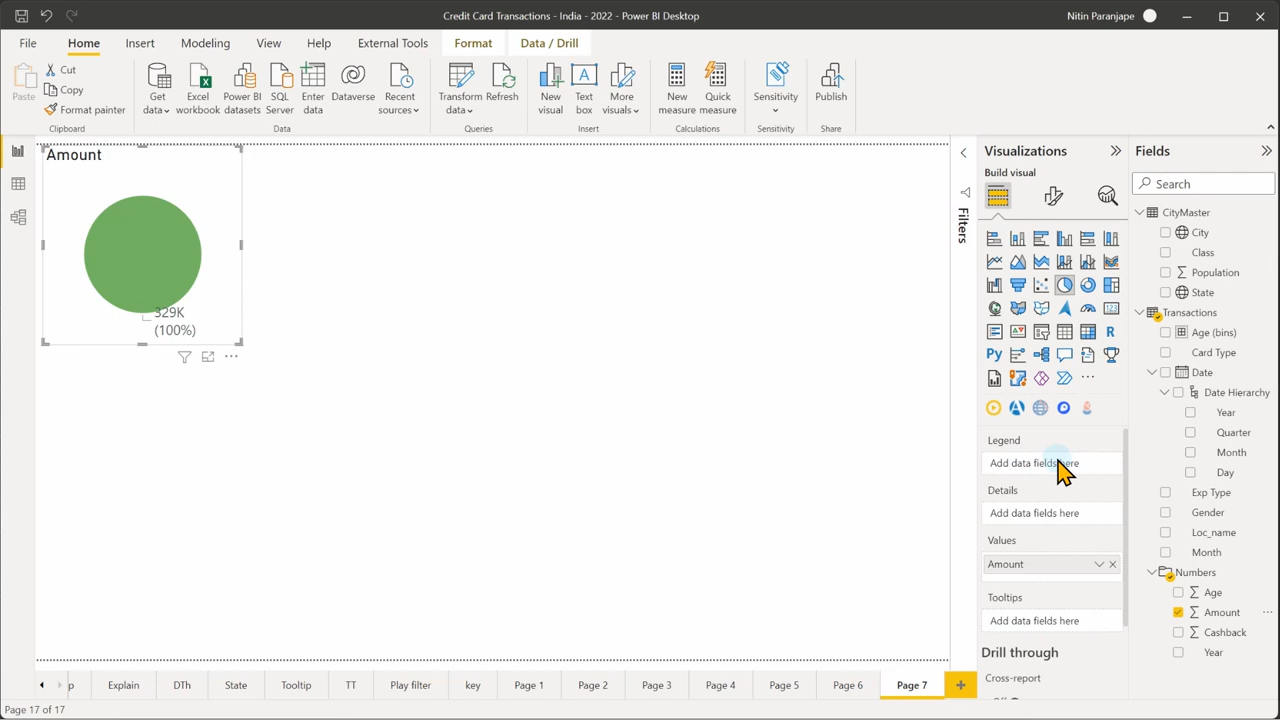 Credit Card Transactions - India - 2022 - Power BI Desktop
Nitin Paranjape
File
Home
Insert
Modeling
View
Help
External Tools
Format
Data / Drill
Paste
Cut
Copy
Format painter
Clipboard
Get data
Excel workbook
Power BI datasets
SQL Server
Enter data
Dataverse
Recent sources
Data
Transform data
Refresh
Queries
New visual
Text box
More visuals
Insert
New measure
Quick measure
Calculations
Sensitivity
Sensitivity
Publish
Share
Amount
329K
(100%)
Filters
Visualizations
Build visual
R
Py
Legend
Add data fields here
Details
Add data fields here
Values
Amount
Tooltips
Add data fields here
Drill through
Cross-report
Fields
Search
CityMaster
City
Class
Population
State
Transactions
Age (bins)
Card Type
Date
Date Hierarchy
Year
Quarter
Month
Day
Exp Type
Gender
Loc_name
Month
Numbers
Age
Amount
Cashback
Year
Explain
DTh
State
Tooltip
TT
Play filter
key
Page 1
Page 2
Page 3
Page 4
Page 5
Page 6
Page 7
Page 17 of 17